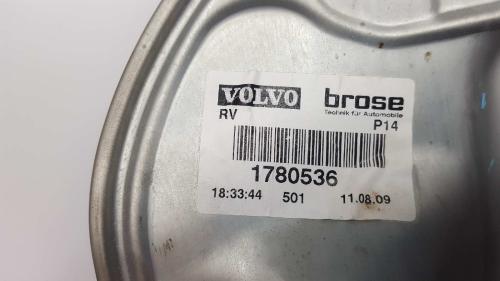 VOLVO brose
Technik für Automobile
RV P14
1780536
18:33:44 501 11.08.09